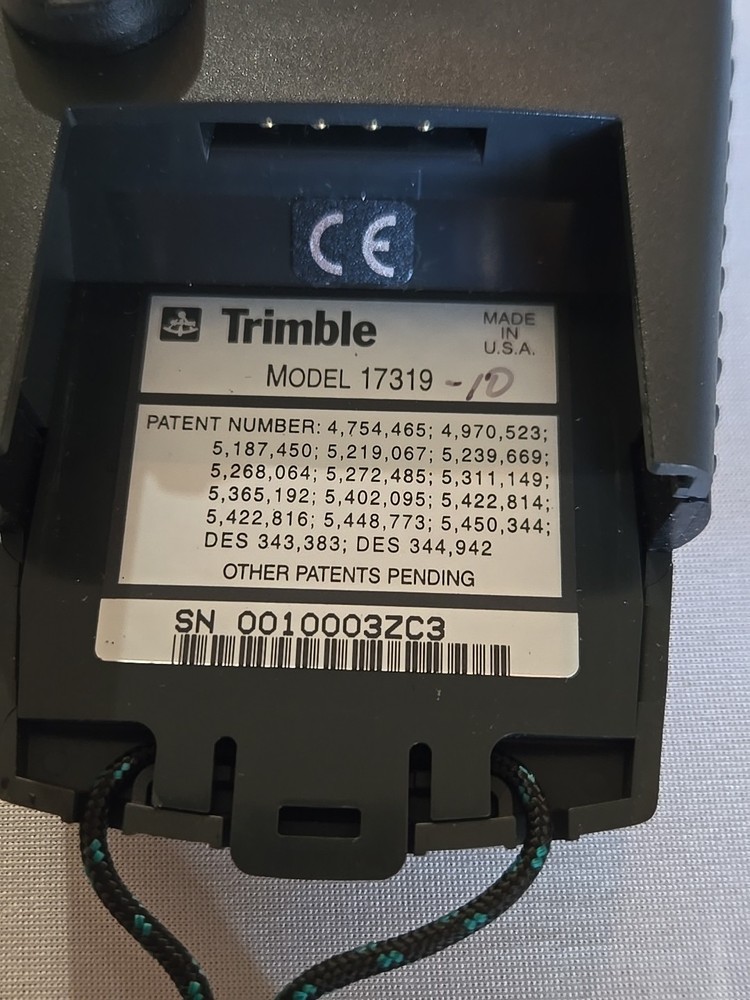 CE
Trimble
MADE
IN
U.S.A.
MODEL 17319 -10
PATENT NUMBER: 4,754,465; 4,970,523;
5,187,450; 5,219,067; 5,239,669;
5,268,064; 5,272,485; 5,311,149;
5,365,192; 5,402,095; 5,422,814;
5,422,816; 5,448,773; 5,450,344;
DES 343,383; DES 344,942
OTHER PATENTS PENDING
SN 0010003ZC3